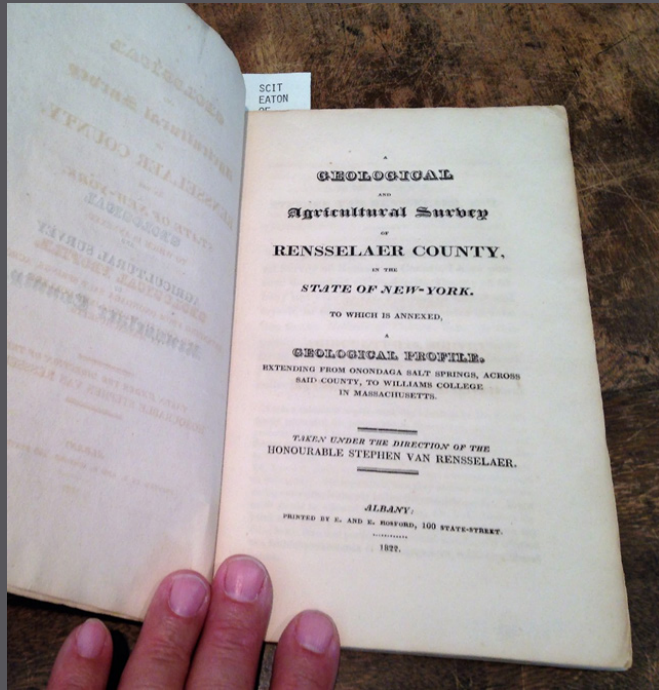 SCIT
EATON
A
GEOLOGICAL
AND
Agricultural Survey
OF
RENSSELAER COUNTY,
IN THE
STATE OF NEW-YORK.
TO WHICH IS ANNEXED,
A
GEOLOGICAL PROFILE,
EXTENDING FROM ONONDAGA SALT SPRINGS, ACROSS
SAID COUNTY, TO WILLIAMS COLLEGE
IN MASSACHUSETTS.
TAKEN UNDER THE DIRECTION OF THE
HONOURABLE STEPHEN VAN RENSSELAER.
ALBANY:
PRINTED BY E. AND E. HOSFORD, 100 STATE-STREET.
1822.